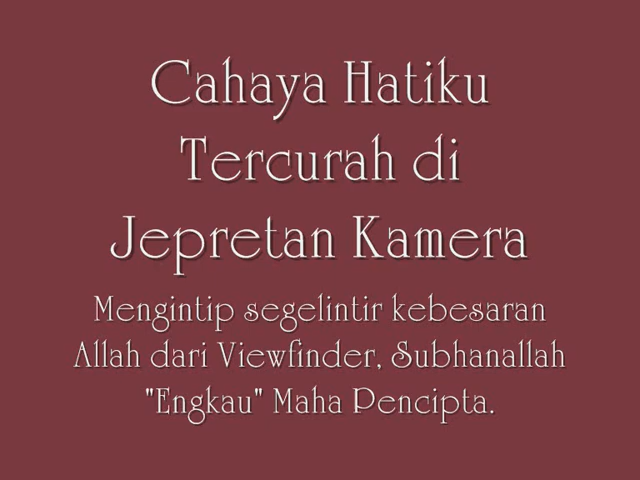 Cahaya Hatiku
Tercurah di
Jepretan Kamera
Mengintip segelintir kebesaran
Allah dari Viewfinder, Subhanallah
"Engkau" Maha Pencipta.